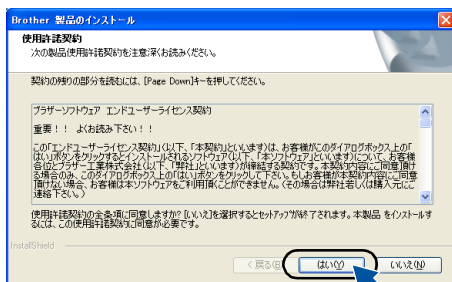 Brother 製品のインストール
使用許諾契約
次の製品使用許諾契約を注意深くお読みください。
契約の残りの部分を読むには、[Page Down]キーを押してください。
ブラザーソフトウェア エンドユーザーライセンス契約
重要！！ よくお読み下さい！！
この「エンドユーザーライセンス契約」(以下、「本契約」といいます)は、お客様がこのダイアログボックス上の「
はい」ボタンをクリックするとインストールされるソフトウェア(以下、「本ソフトウェア」といいます)について、お客様
各位とブラザー工業株式会社(以下、「弊社」といいます)が締結する契約です。本契約内容にご同意頂け
る場合のみ、このダイアログボックス上の「はい」ボタンをクリックして下さい。もしお客様が本契約内容にご同意
頂けない場合、お客様は本ソフトウェアをご利用頂くことができません。(その場合は弊社若しくは購入元にご
連絡下さい。)
使用許諾契約の全条項に同意しますか? [いいえ]を選択するとセットアップが終了されます。本製品 をインストールす
るには、この使用許諾契約に同意が必要です。
InstallShield
< 戻る(B)
はい(Y)
いいえ(N)